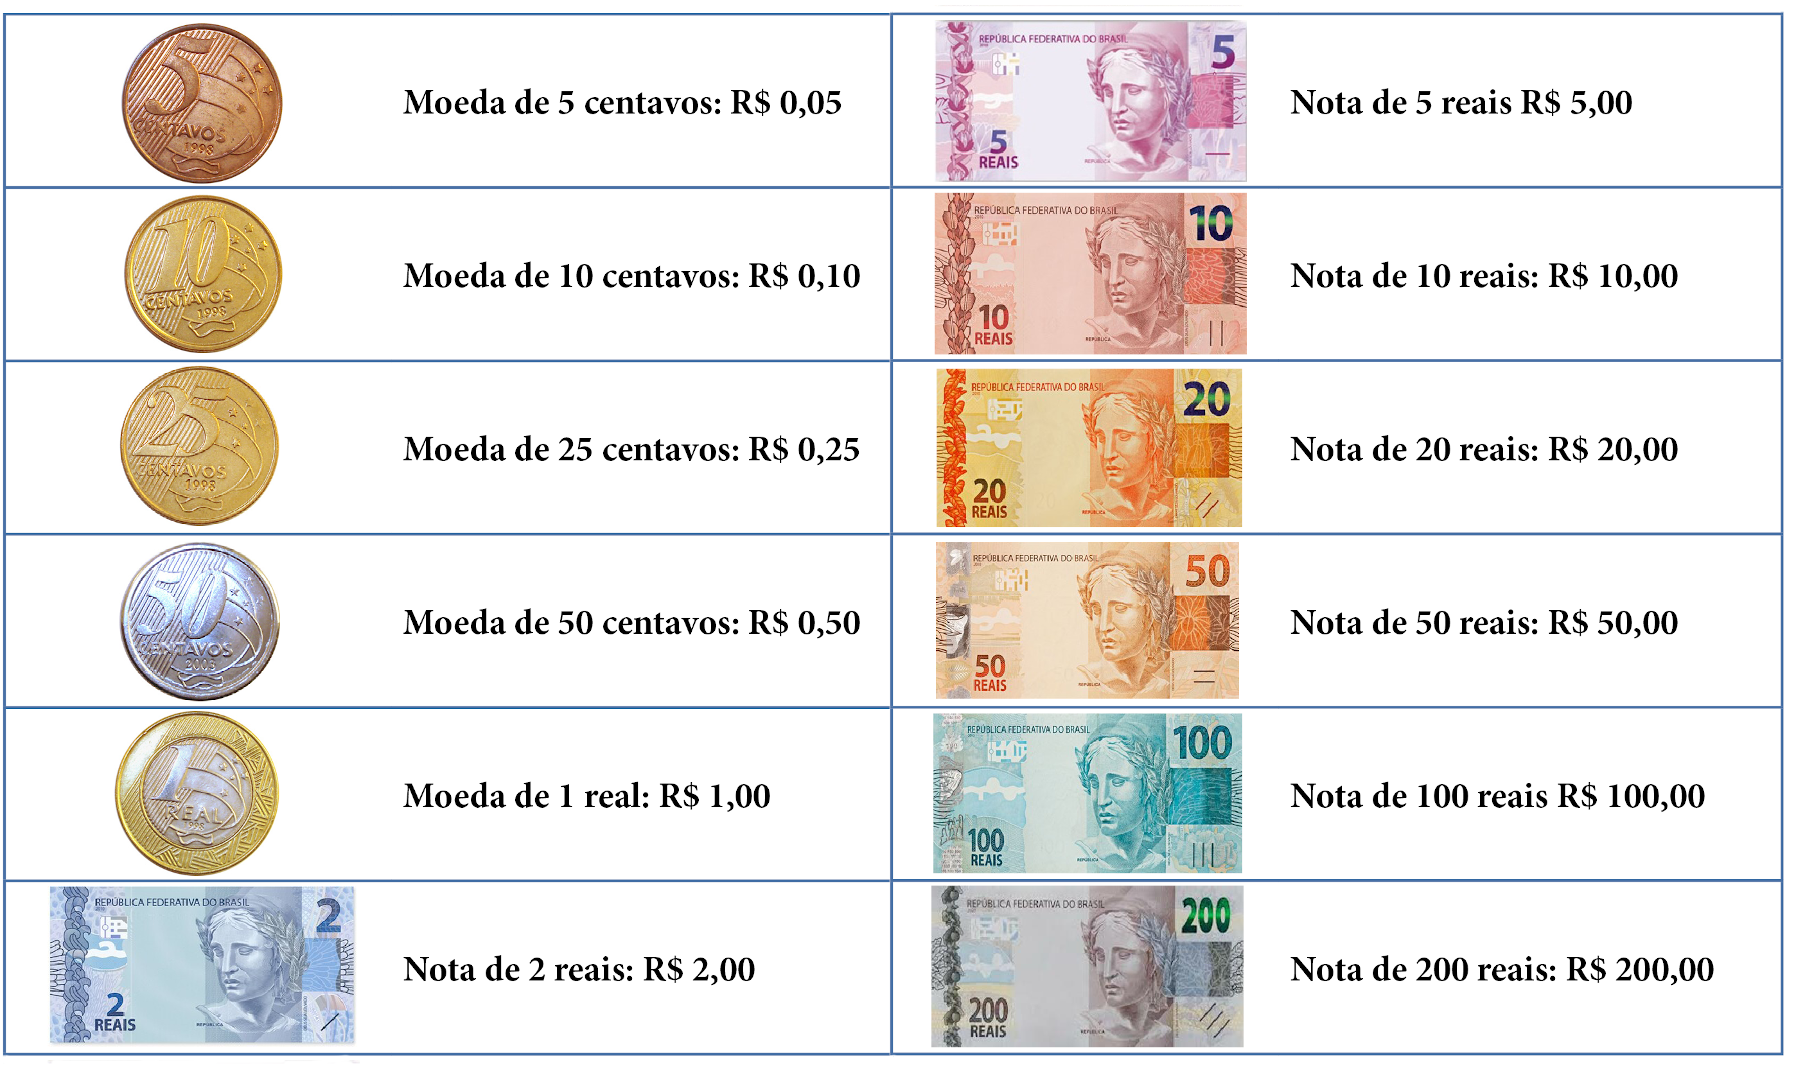 5
CENTAVOS
1998
Moeda de 5 centavos: R$ 0,05
REPÚBLICA FEDERATIVA DO BRASIL
5
5
REAIS
REPÚBLICA
Nota de 5 reais R$ 5,00
10
CENTAVOS
1998
Moeda de 10 centavos: R$ 0,10
REPÚBLICA FEDERATIVA DO BRASIL
10
10
REAIS
REPÚBLICA
Nota de 10 reais: R$ 10,00
25
CENTAVOS
1998
Moeda de 25 centavos: R$ 0,25
REPÚBLICA FEDERATIVA DO BRASIL
20
20
REAIS
REPÚBLICA
Nota de 20 reais: R$ 20,00
50
CENTAVOS
2003
Moeda de 50 centavos: R$ 0,50
REPÚBLICA FEDERATIVA DO BRASIL
50
50
REAIS
REPÚBLICA
Nota de 50 reais: R$ 50,00
1
REAL
1998
Moeda de 1 real: R$ 1,00
REPÚBLICA FEDERATIVA DO BRASIL
100
100
REAIS
REPÚBLICA
Nota de 100 reais R$ 100,00
REPÚBLICA FEDERATIVA DO BRASIL
2
2
REAIS
REPÚBLICA
Nota de 2 reais: R$ 2,00
REPÚBLICA FEDERATIVA DO BRASIL
200
200
REAIS
REPÚBLICA
Nota de 200 reais: R$ 200,00